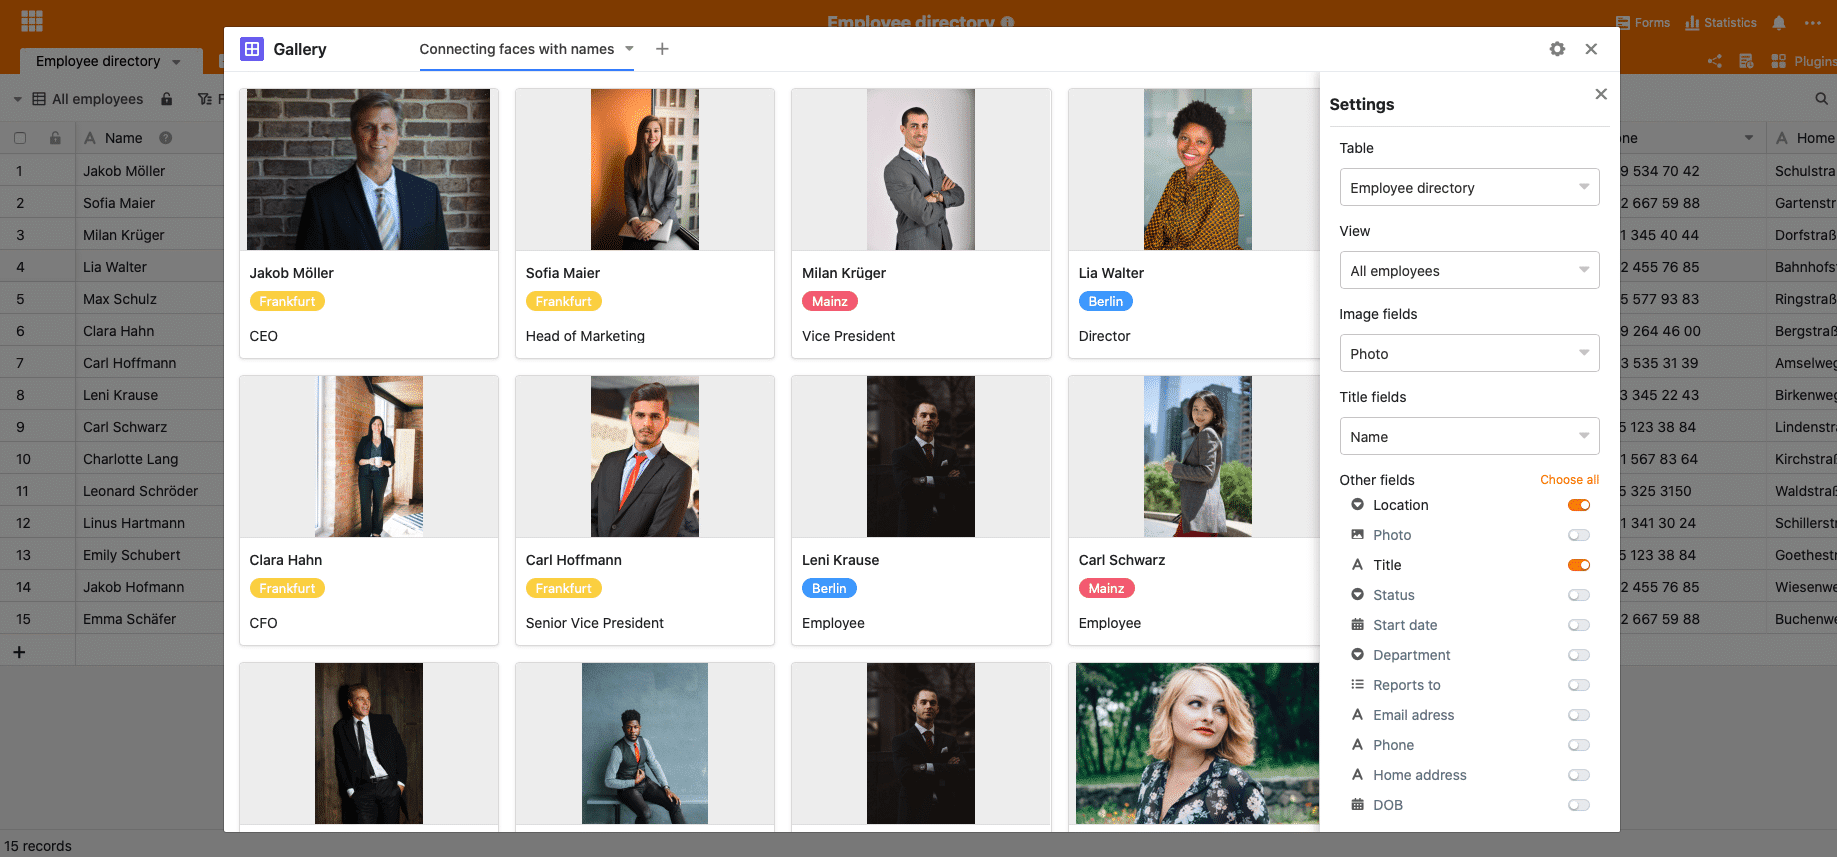 Employee directory
Forms
Statistics
Gallery
Connecting faces with names
Employee directory
Plugins
All employees
F
Name
1 Jakob Möller
2 Sofia Maier
3 Milan Krüger
4 Lia Walter
5 Max Schulz
6 Clara Hahn
7 Carl Hoffmann
8 Leni Krause
9 Carl Schwarz
10 Charlotte Lang
11 Leonard Schröder
12 Linus Hartmann
13 Emily Schubert
14 Jakob Hofmann
15 Emma Schäfer
15 records
Jakob Möller
Frankfurt
CEO
Sofia Maier
Frankfurt
Head of Marketing
Milan Krüger
Mainz
Vice President
Lia Walter
Berlin
Director
Clara Hahn
Frankfurt
CFO
Carl Hoffmann
Frankfurt
Senior Vice President
Leni Krause
Berlin
Employee
Carl Schwarz
Mainz
Employee
Settings
Table
Employee directory
View
All employees
Image fields
Photo
Title fields
Name
Other fields
Choose all
Location
Photo
Title
Status
Start date
Department
Reports to
Email adress
Phone
Home address
DOB
one
Home
9 534 70 42 Schulstra
2 667 59 88 Gartenstr
1 345 40 44 Dorfstraß
2 455 76 85 Bahnhofst
5 577 93 83 Ringstraß
9 264 46 00 Bergstraß
3 535 31 39 Amselweg
3 345 22 43 Birkenweg
5 123 38 84 Lindenstr
1 567 83 64 Kirchstraß
5 325 3150 Waldstraß
1 341 30 24 Schillerst
5 123 38 84 Goethestr
2 455 76 85 Wiesenwe
2 667 59 88 Buchenwe